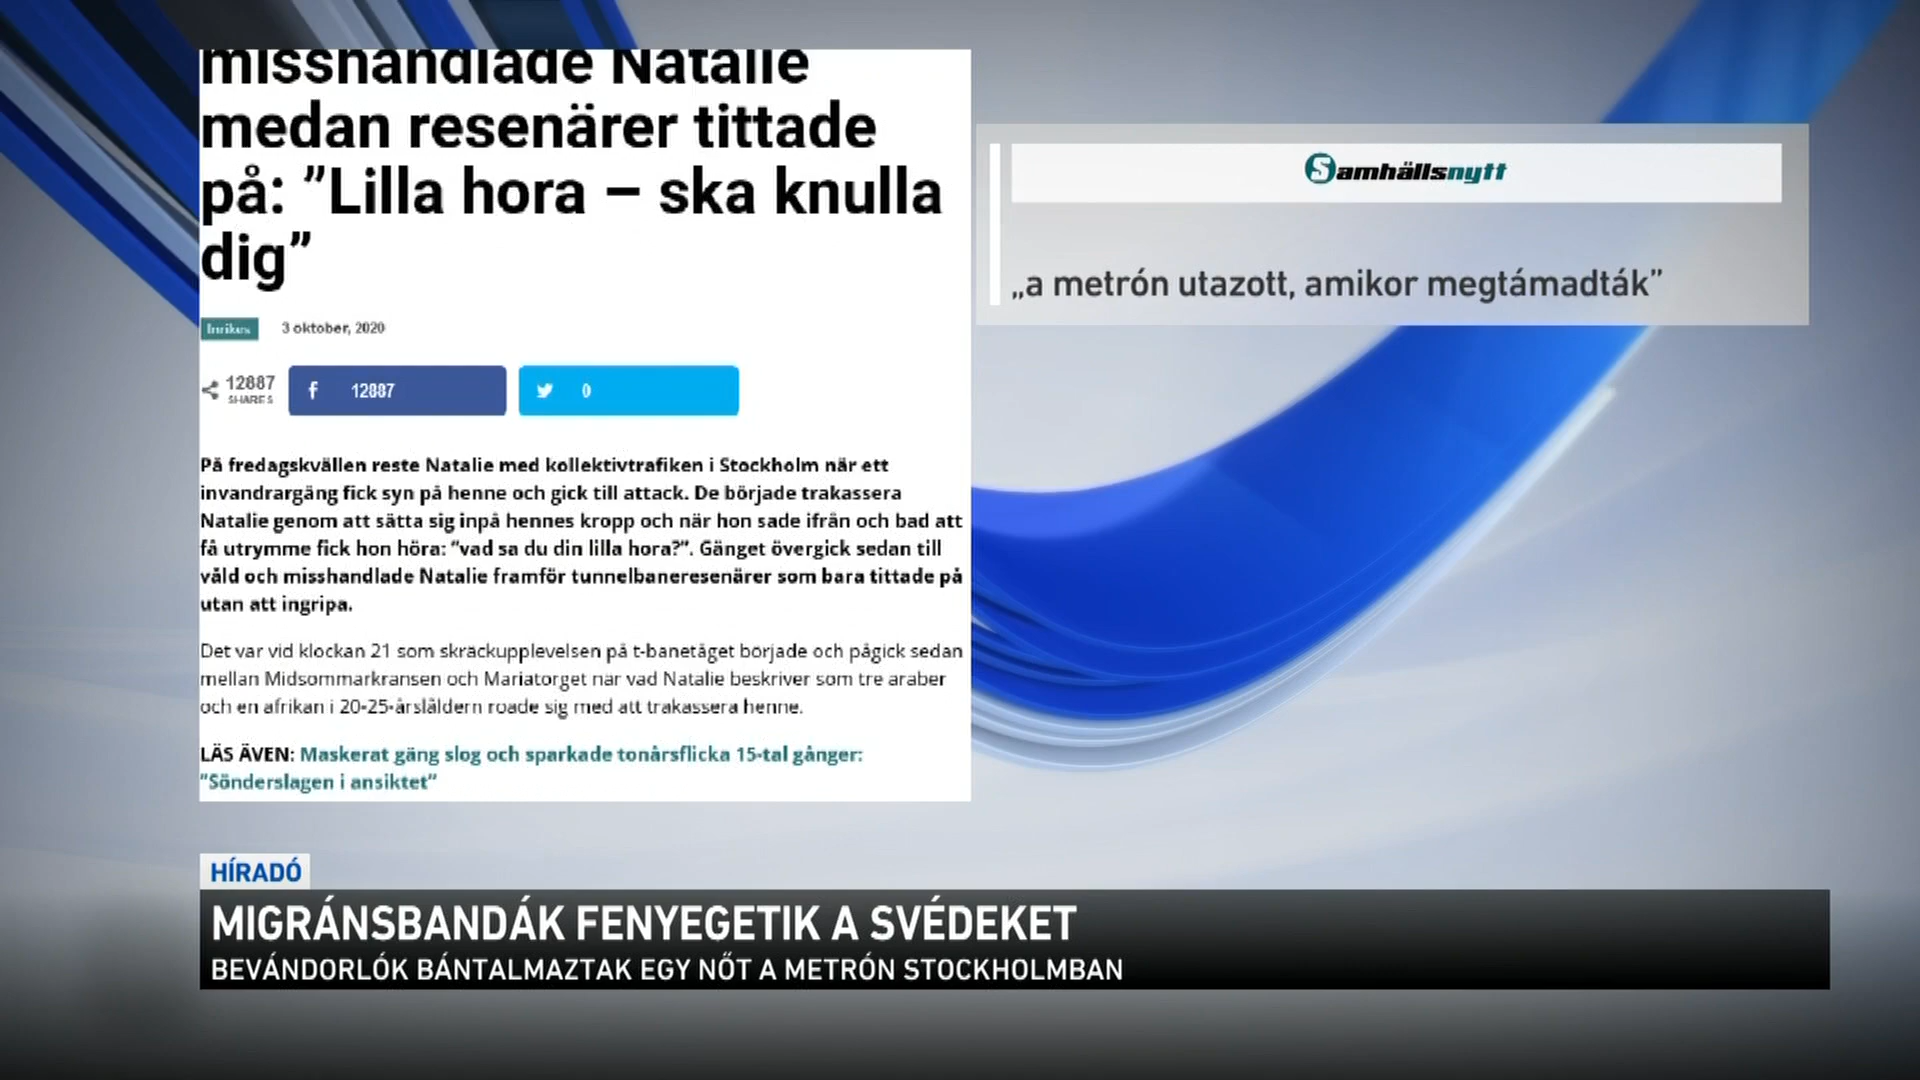 misshandlade Natalie
medan resenärer tittade
på: ”Lilla hora – ska knulla
dig”
Inrikes 3 oktober, 2020
12887
SHARES
12887
0
På fredagskvällen reste Natalie med kollektivtrafiken i Stockholm när ett
invandrargäng fick syn på henne och gick till attack. De började trakassera
Natalie genom att sätta sig inpå hennes kropp och när hon sade ifrån och bad att
få utrymme fick hon höra: ”vad sa du din lilla hora?”. Gänget övergick sedan till
våld och misshandlade Natalie framför tunnelbaneresenärer som bara tittade på
utan att ingripa.
Det var vid klockan 21 som skräckupplevelsen på t-banetåget började och pågick sedan
mellan Midsommarkransen och Mariatorget när vad Natalie beskriver som tre araber
och en afrikan i 20-25-årslåldern roade sig med att trakassera henne.
LÄS ÄVEN: Maskerat gäng slog och sparkade tonårsflicka 15-tal gånger:
”Sönderslagen i ansiktet”
Samhällsnytt
„a metrón utazott, amikor megtámadták”
HÍRADÓ
MIGRÁNSBANDÁK FENYEGETIK A SVÉDEKET
BEVÁNDORLÓK BÁNTALMAZTAK EGY NŐT A METRÓN STOCKHOLMBAN